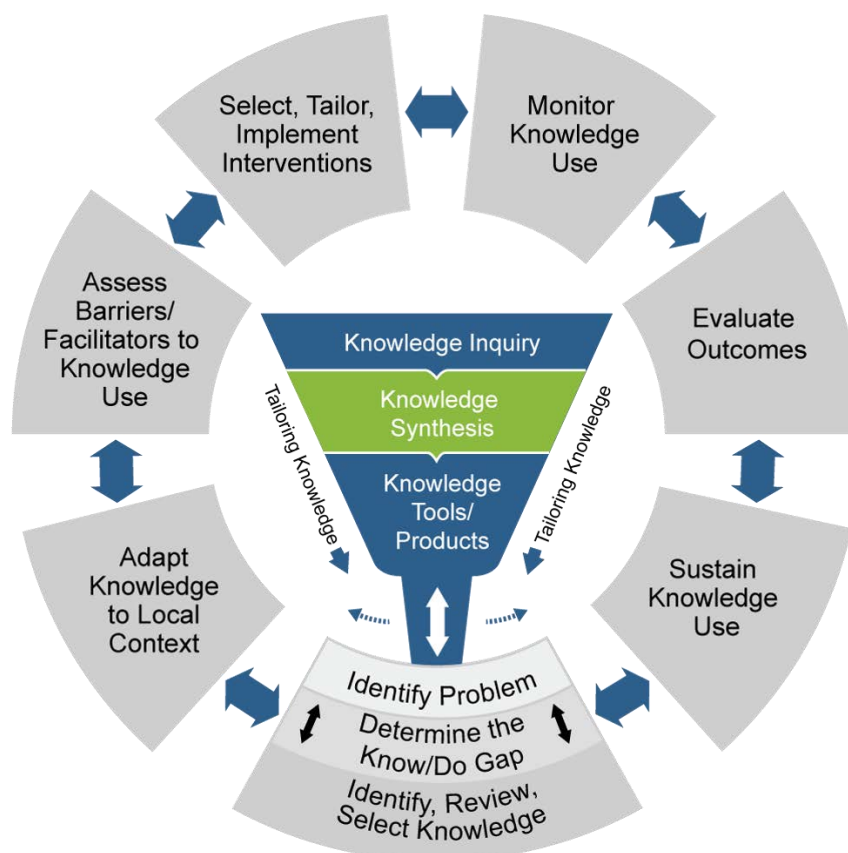 Select, Tailor,
Implement
Interventions
Monitor
Knowledge
Use
Assess
Barriers/
Facilitators to
Knowledge
Use
Evaluate
Outcomes
Knowledge Inquiry
Knowledge
Synthesis
Knowledge
Tools/
Products
Tailoring Knowledge
Tailoring Knowledge
Adapt
Knowledge
to Local
Context
Sustain
Knowledge
Use
Identify Problem
Determine the
Know/Do Gap
Identify, Review,
Select Knowledge